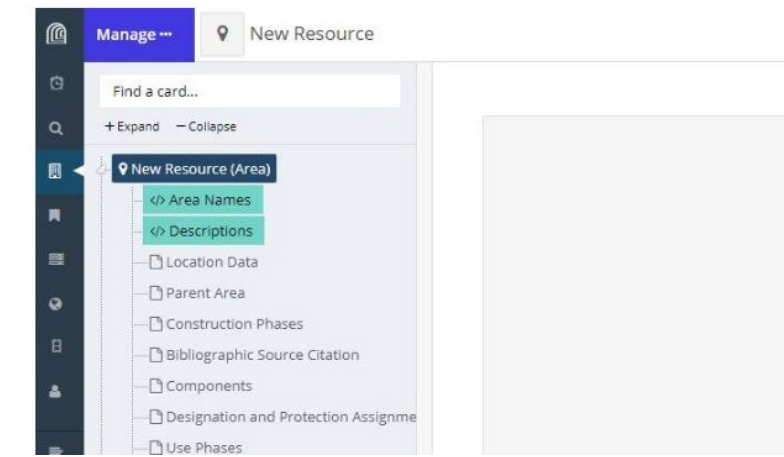 Manage ···
New Resource
Find a card...
+ Expand
− Collapse
New Resource (Area)
</> Area Names
</> Descriptions
Location Data
Parent Area
Construction Phases
Bibliographic Source Citation
Components
Designation and Protection Assignme
Use Phases